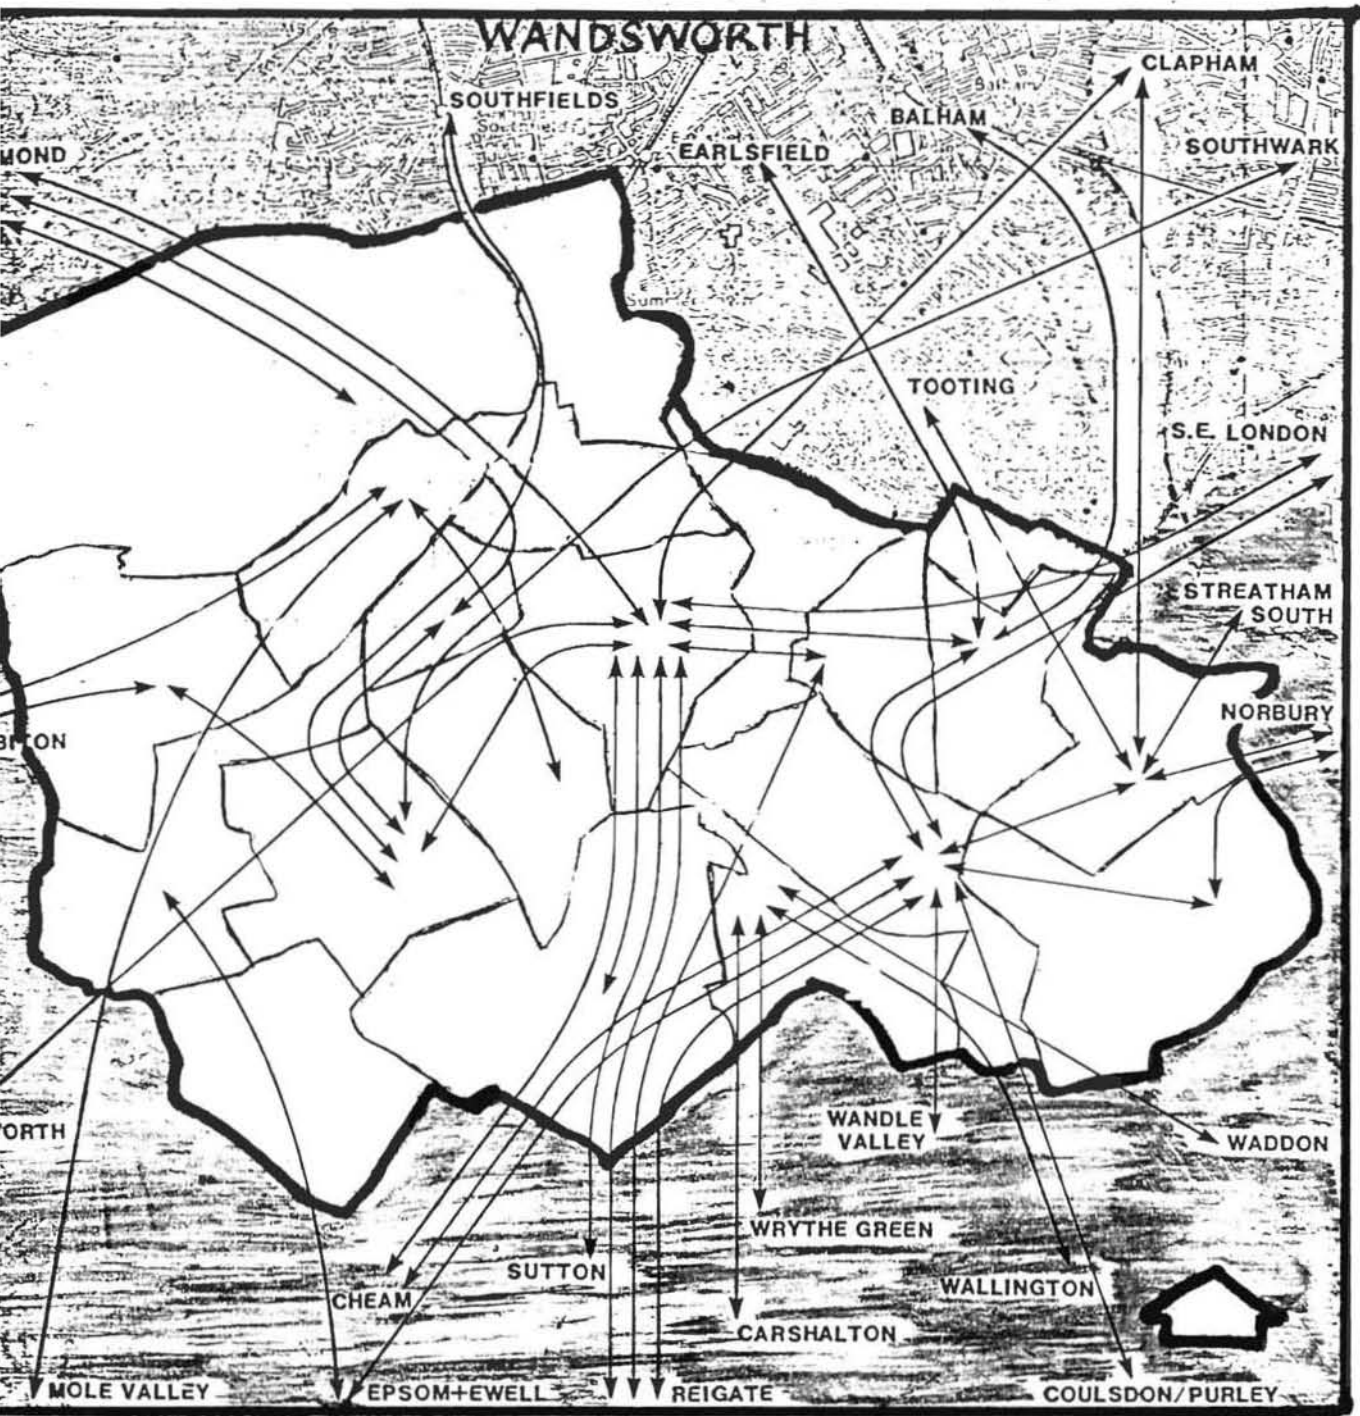 WANDSWORTH
CLAPHAM
SOUTHFIELDS
BALHAM
SOUTHWARK
MOND
EARLSFIELD
TOOTING
S.E. LONDON
STREATHAM
SOUTH
NORBURY
BITON
WANDLE
VALLEY
ORTH
WADDON
WRYTHE GREEN
SUTTON
WALLINGTON
CHEAM
CARSHALTON
MOLE VALLEY
EPSOM+EWELL
REIGATE
COULSDON/PURLEY